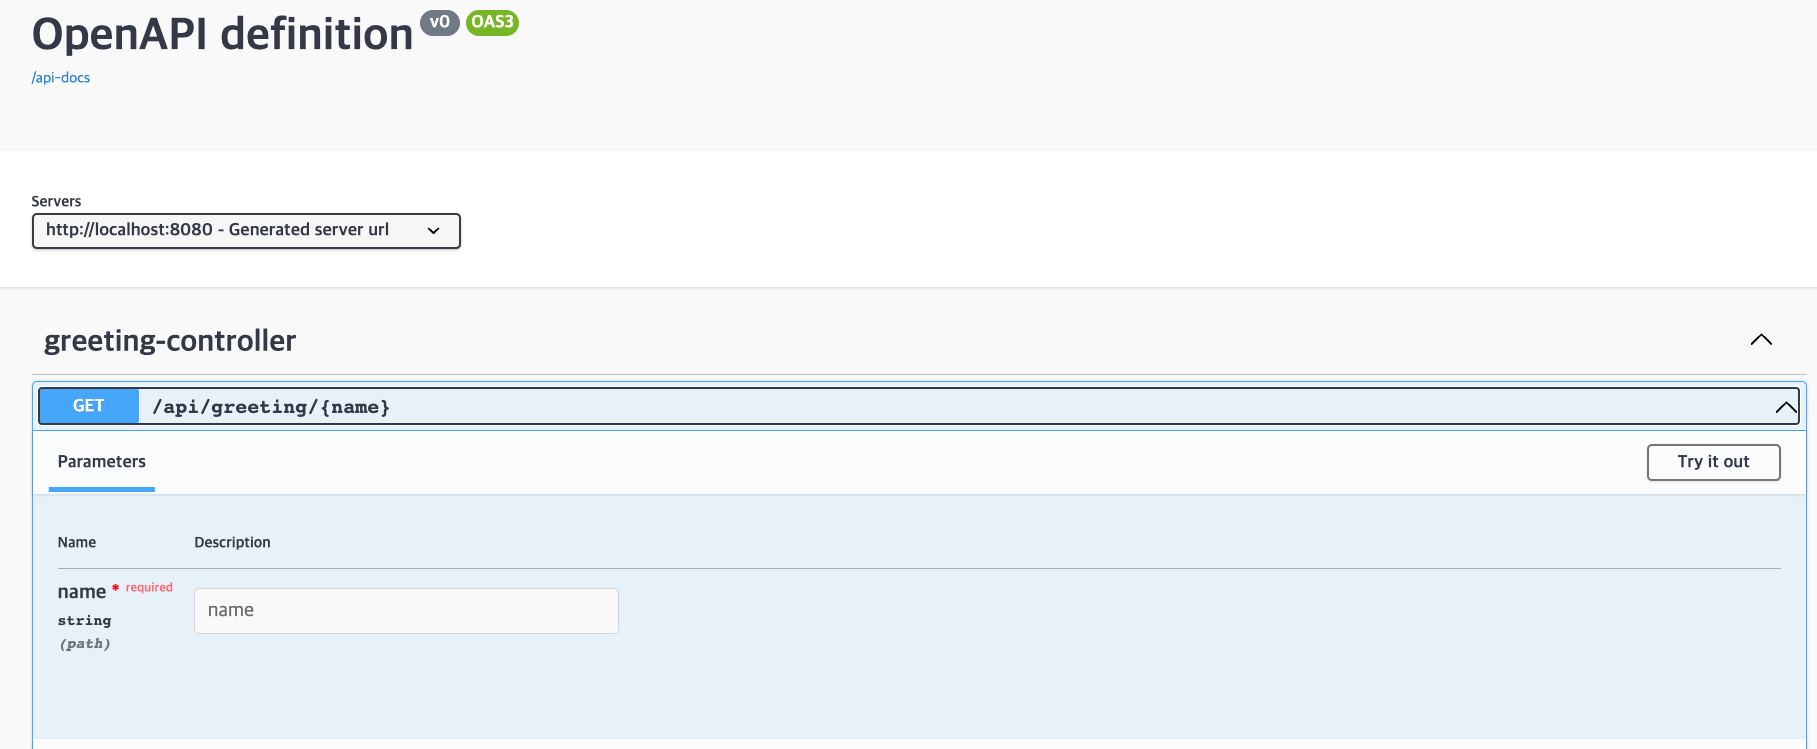 OpenAPI definition v0 OAS3
/api-docs
Servers
http://localhost:8080 - Generated server url
greeting-controller
GET /api/greeting/{name}
Parameters Try it out
Name Description
name * required
name
string
(path)